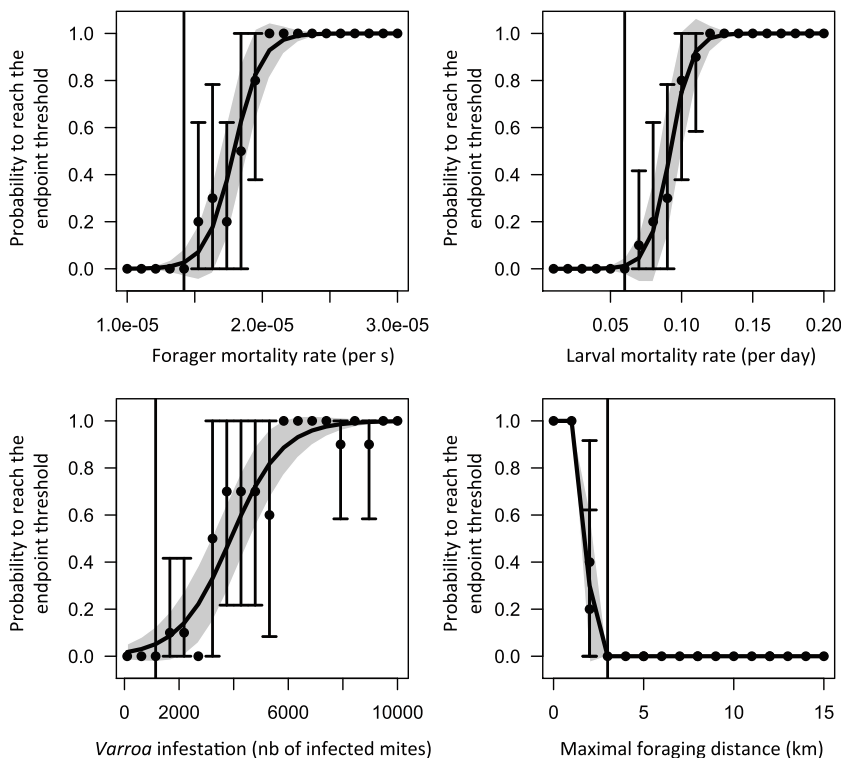 Probability to reach the
endpoint threshold
1.0
0.8
0.6
0.4
0.2
0.0
1.0e-05 2.0e-05 3.0e-05
Forager mortality rate (per s)
Probability to reach the
endpoint threshold
1.0
0.8
0.6
0.4
0.2
0.0
0.05 0.10 0.15 0.20
Larval mortality rate (per day)
Probability to reach the
endpoint threshold
1.0
0.8
0.6
0.4
0.2
0.0
0 2000 6000 10000
Varroa infestation (nb of infected mites)
Probability to reach the
endpoint threshold
1.0
0.8
0.6
0.4
0.2
0.0
0 5 10 15
Maximal foraging distance (km)